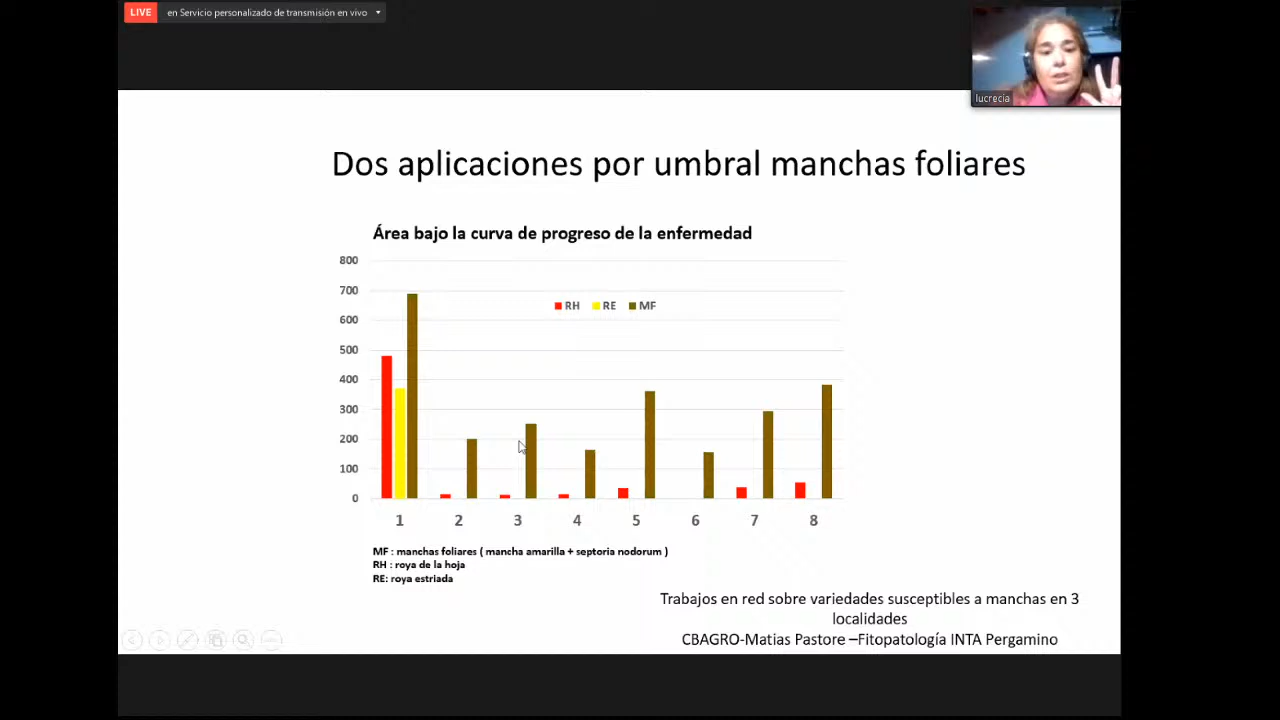 LIVE
en Servicio personalizado de transmisión en vivo
lucrecia
Dos aplicaciones por umbral manchas foliares
Área bajo la curva de progreso de la enfermedad
800
700
600
500
400
300
200
100
0
RH RE MF
1 2 3 4 5 6 7 8
MF : manchas foliares ( mancha amarilla + septoria nodorum )
RH : roya de la hoja
RE: roya estriada
Trabajos en red sobre variedades susceptibles a manchas en 3
localidades
CBAGRO-Matias Pastore –Fitopatología INTA Pergamino